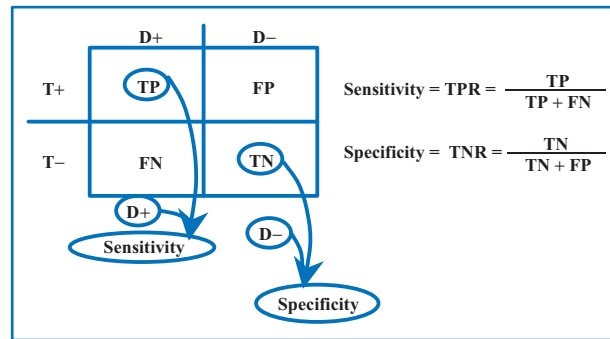 D+ D−
T+ TP FP
Sensitivity = TPR = TP / TP + FN
T− FN TN
Specificity = TNR = TN / TN + FP
D+
D−
Sensitivity
Specificity